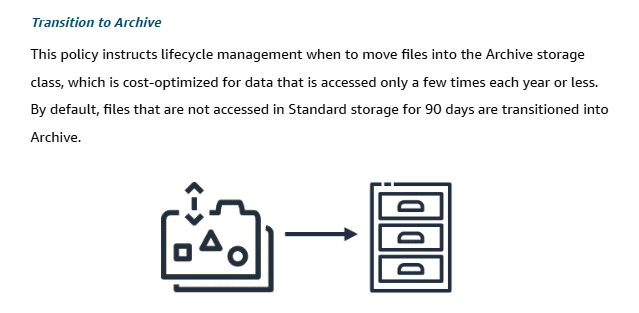 Transition to Archive
This policy instructs lifecycle management when to move files into the Archive storage
class, which is cost-optimized for data that is accessed only a few times each year or less.
By default, files that are not accessed in Standard storage for 90 days are transitioned into
Archive.